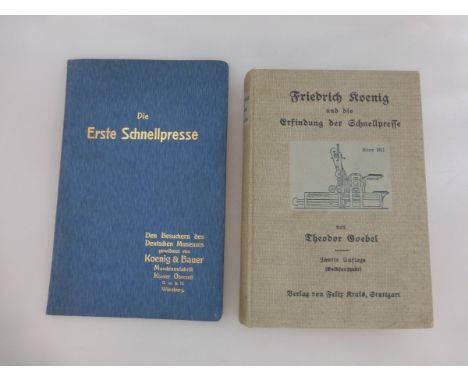 Die
Erste Schnellpresse
Den Besuchern des
Deutschen Museums
gewidmet von
Koenig & Bauer
Maschinenfabrik
Kloster Oberzell
G. m. b. H.
Würzburg.
Friedrich Koenig
und die
Erfindung der Schnellpresse
von
Theodor Goebel
Zweite Auflage
Verlag von Felix Krais, Stuttgart